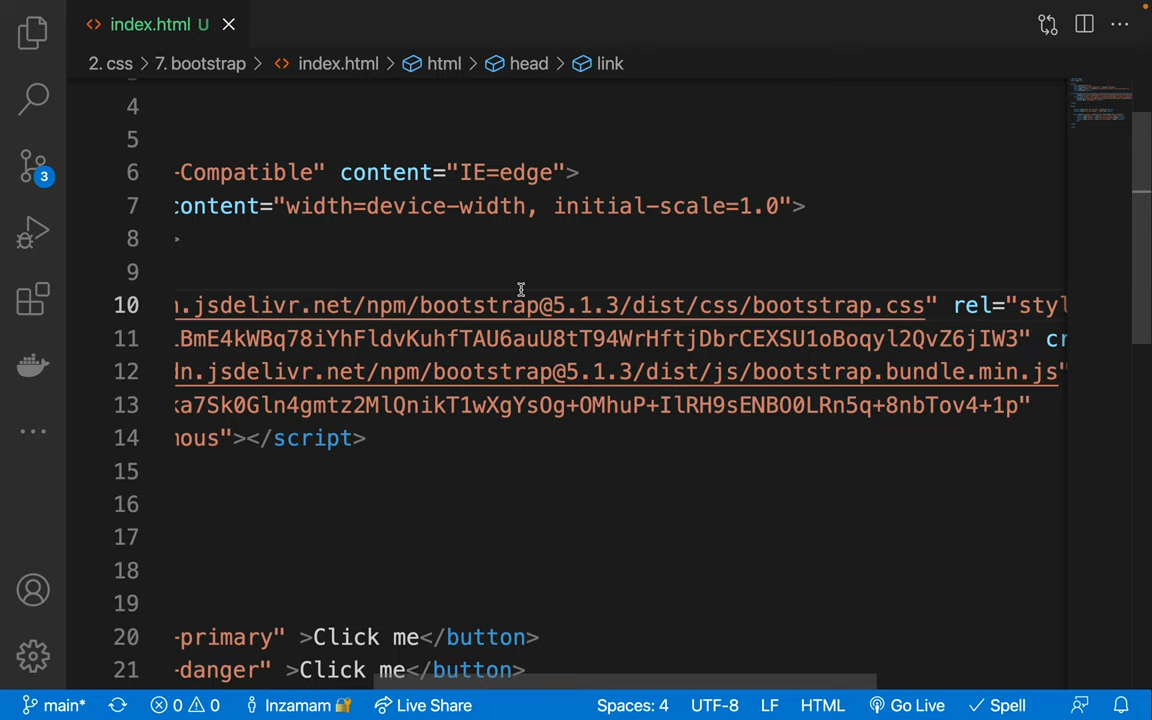 index.html U
2. css > 7. bootstrap > index.html > html > head > link
4
5
6 -Compatible" content="IE=edge">
7 content="width=device-width, initial-scale=1.0">
8 >
9
10 n.jsdelivr.net/npm/bootstrap@5.1.3/dist/css/bootstrap.css" rel="styl
11 1BmE4kWBq78iYhFldvKuhfTAU6auU8tT94WrHftjDbrCEXSU1oBoqyl2QvZ6jIW3" cr
12 dn.jsdelivr.net/npm/bootstrap@5.1.3/dist/js/bootstrap.bundle.min.js"
13 ka7Sk0Gln4gmtz2MlQnikT1wXgYsOg+OMhuP+IlRH9sENBO0LRn5q+8nbTov4+1p"
14 mous"></script>
15
16
17
18
19
20 -primary" >Click me</button>
21 -danger" >Click me</button>
3
main* 0 0 Inzamam Live Share Spaces: 4 UTF-8 LF HTML Go Live Spell